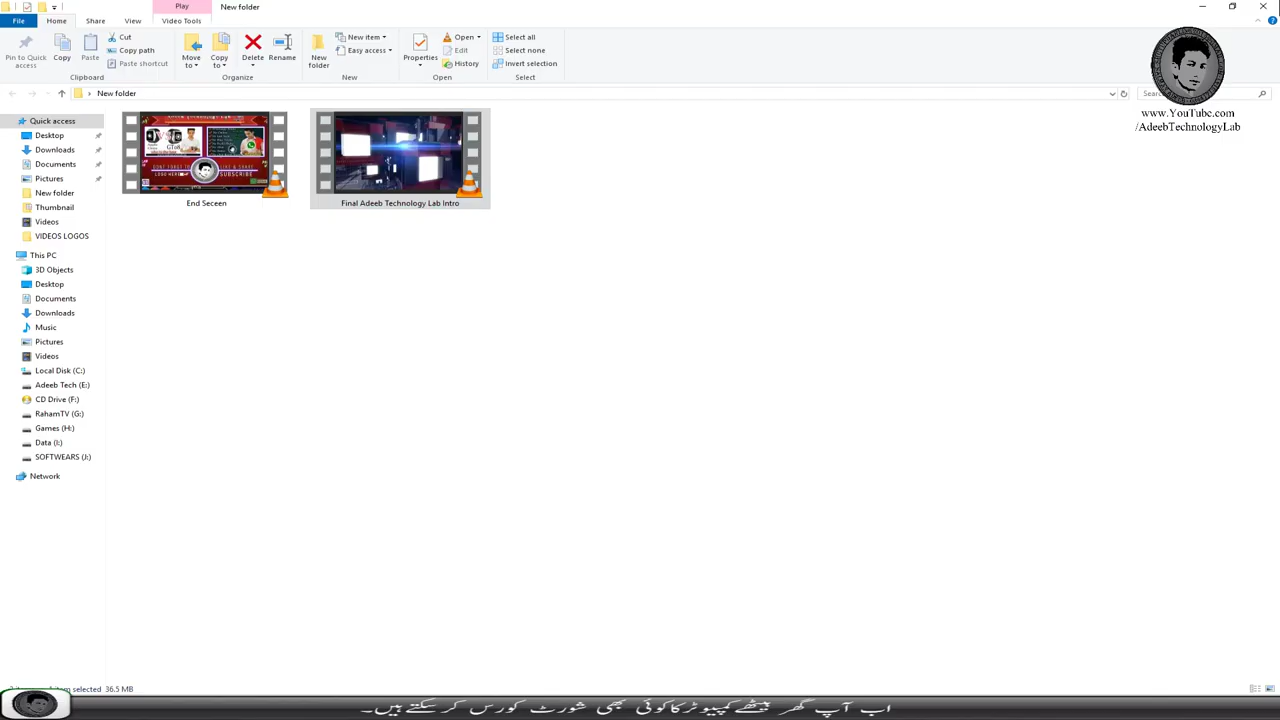 Play
New folder
File
Home
Share
View
Video Tools
Pin to Quick access
Copy
Paste
Cut
Copy path
Paste shortcut
Clipboard
Move to
Copy to
Delete
Rename
Organize
New folder
New item
Easy access
New
Properties
Open
Edit
History
Open
Select all
Select none
Invert selection
Select
New folder
www.YouTube.com
/AdeebTechnologyLab
Quick access
Desktop
Downloads
Documents
Pictures
New folder
Thumbnail
Videos
VIDEOS LOGOS
This PC
3D Objects
Desktop
Documents
Downloads
Music
Pictures
Videos
Local Disk (C:)
Adeeb Tech (E:)
CD Drive (F:)
RahamTV (G:)
Games (H:)
Data (I:)
SOFTWEARS (J:)
Network
SUBSCRIBE
End Seceen
Final Adeeb Technology Lab Intro
selected 36.5 MB
اب آپ گھر بیٹھے کمپیوٹر کا کوئی بھی شورٹ کورس کر سکتے ہیں۔